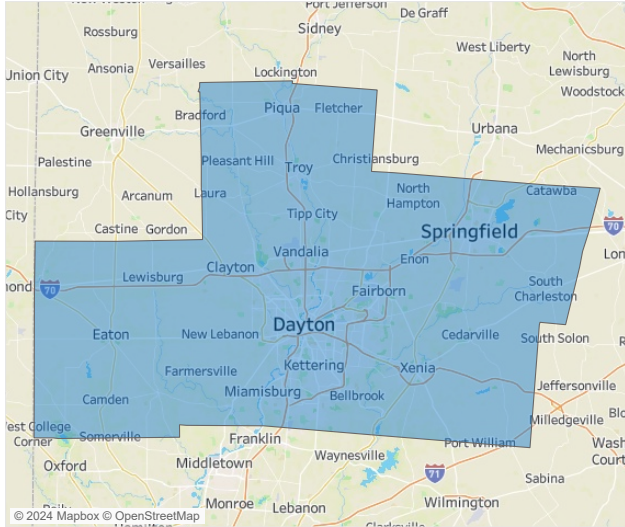 Port Jefferson
De Graff
Rossburg
Sidney
West Liberty
Ansonia
Versailles
North
Lewisburg
Union City
Lockington
Woodstock
Bradford
Piqua
Fletcher
Greenville
Urbana
Mechanicsburg
Palestine
Pleasant Hill
Troy
Christiansburg
Hollansburg
Arcanum
Laura
North
Hampton
Catawba
City
Tipp City
Castine
Gordon
Springfield
70
Vandalia
Enon
Lewisburg
Clayton
70
Fairborn
South
Charleston
Eaton
New Lebanon
Dayton
Cedarville
South Solon
Farmersville
Kettering
Xenia
Jeffersonville
Camden
Miamisburg
Bellbrook
Milledgeville
West College
Corner
Somerville
Franklin
Port William
Oxford
Middletown
Waynesville
71
Sabina
Monroe
Lebanon
Wilmington
© 2024 Mapbox © OpenStreetMap
Clarksville